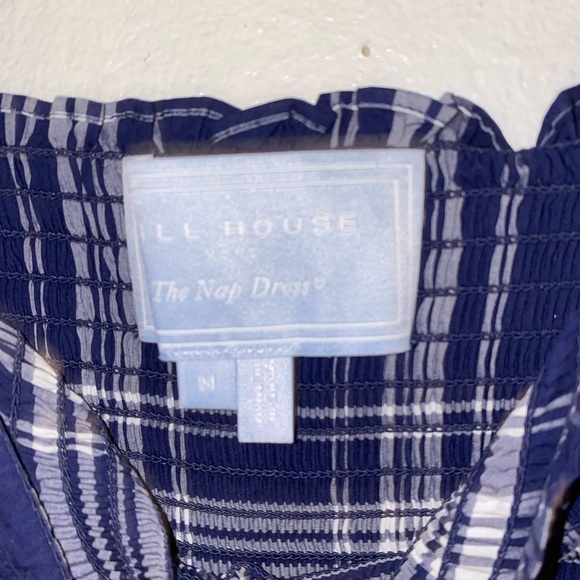 LL HOUSE
The Nap Dress®
M